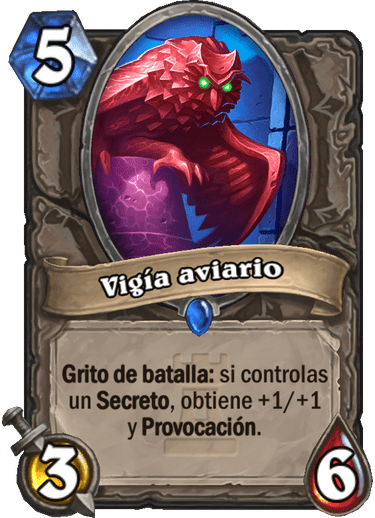 5
Vigía aviario
Grito de batalla: si controlas
un Secreto, obtiene +1/+1
y Provocación.
3
6